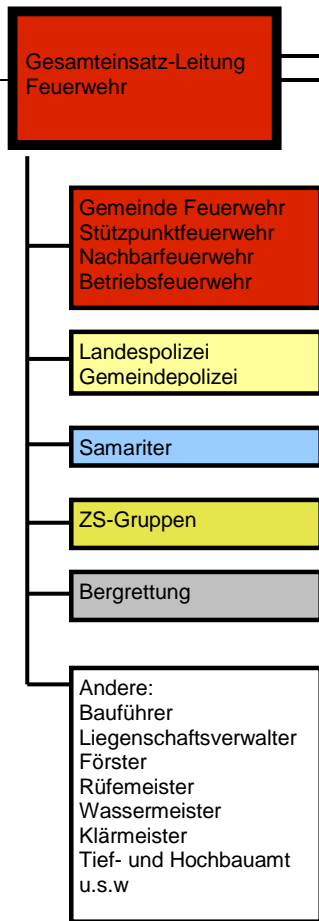 Gesamteinsatz-Leitung
Feuerwehr
Gemeinde Feuerwehr
Stützpunktfeuerwehr
Nachbarfeuerwehr
Betriebsfeuerwehr
Landespolizei
Gemeindepolizei
Samariter
ZS-Gruppen
Bergrettung
Andere:
Bauführer
Liegenschaftsverwalter
Förster
Rüfemeister
Wassermeister
Klärmeister
Tief- und Hochbauamt
u.s.w